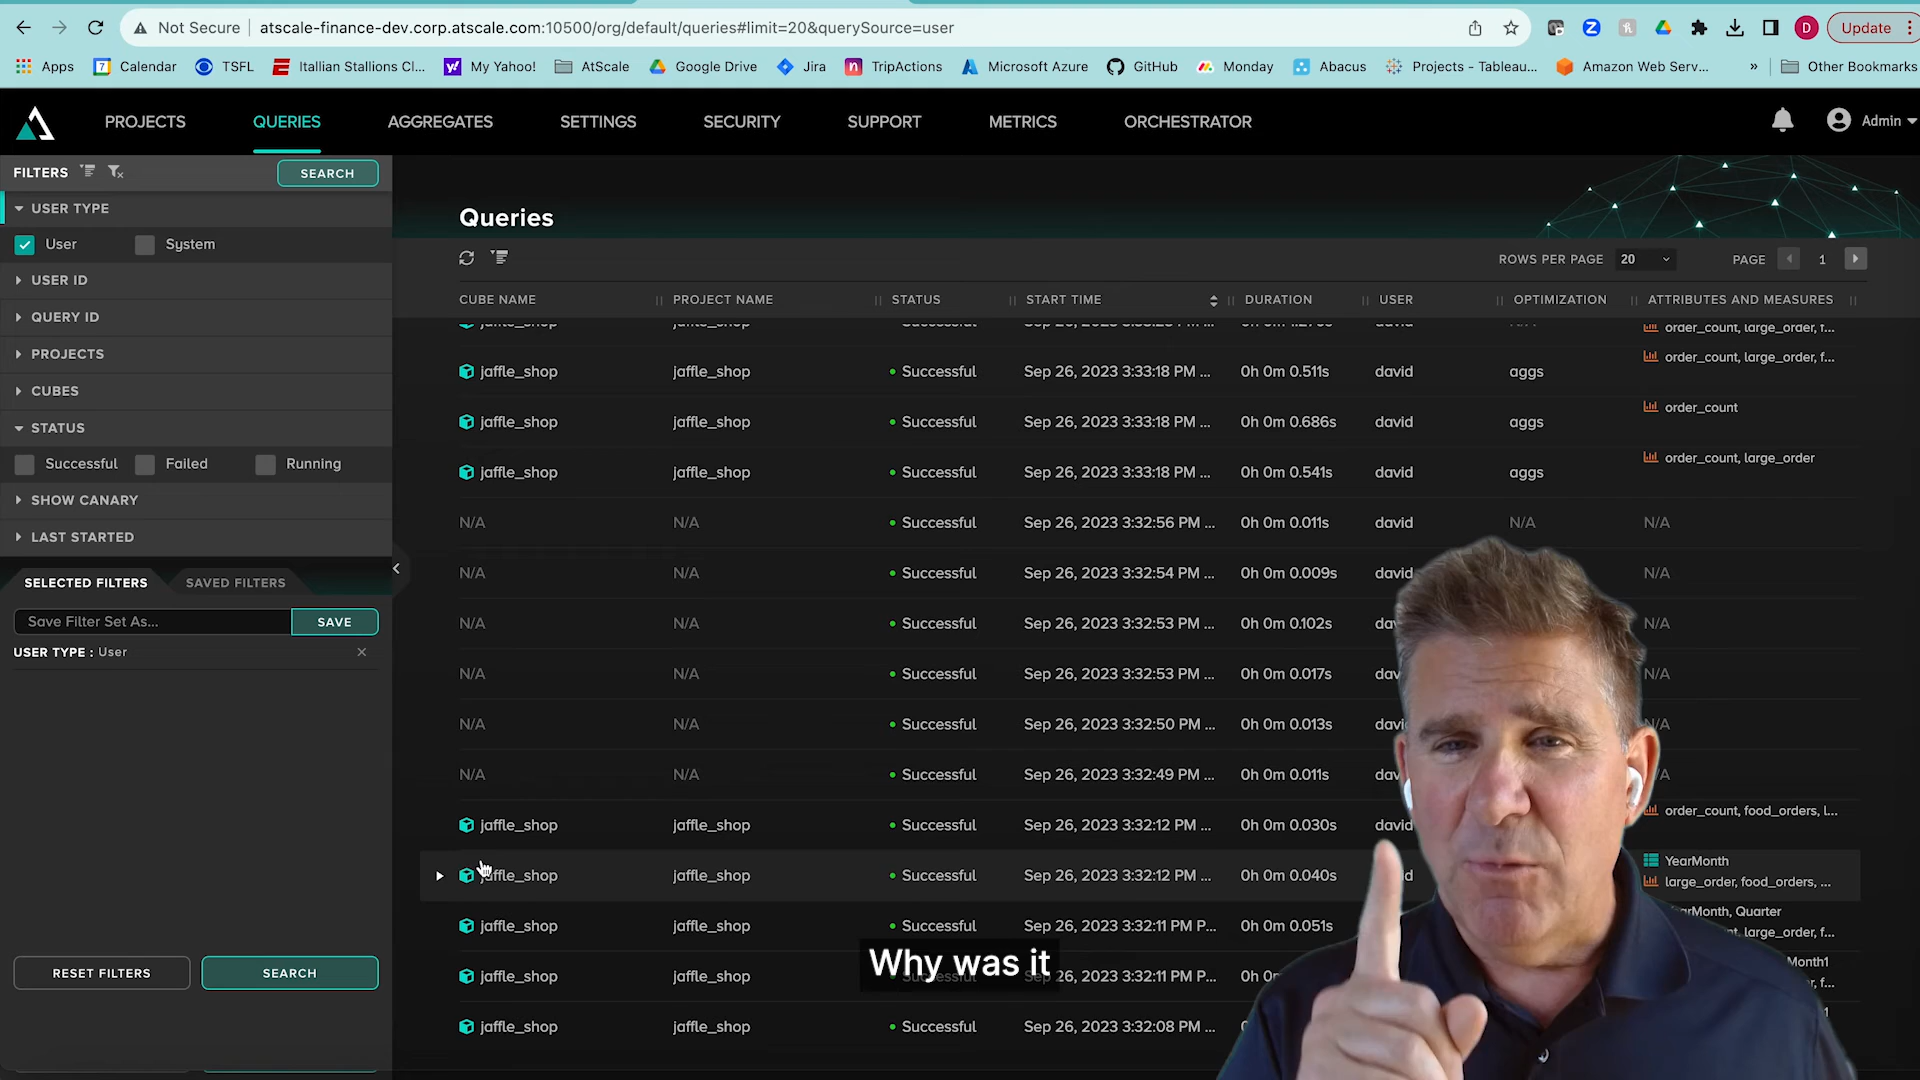 Not Secure
atscale-finance-dev.corp.atscale.com:10500/org/default/queries#limit=20&querySource=user
D
Update
Apps
7
Calendar
TSFL
Itallian Stallions Cl...
My Yahoo!
AtScale
Google Drive
Jira
TripActions
Microsoft Azure
GitHub
Monday
Abacus
Projects - Tableau...
Amazon Web Serv...
»
Other Bookmarks
PROJECTS
QUERIES
AGGREGATES
SETTINGS
SECURITY
SUPPORT
METRICS
ORCHESTRATOR
Admin
FILTERS
SEARCH
USER TYPE
User
System
USER ID
QUERY ID
PROJECTS
CUBES
STATUS
Successful
Failed
Running
SHOW CANARY
LAST STARTED
SELECTED FILTERS
SAVED FILTERS
Save Filter Set As...
SAVE
USER TYPE : User
RESET FILTERS
SEARCH
Queries
ROWS PER PAGE
20
PAGE
1
CUBE NAME
PROJECT NAME
STATUS
START TIME
DURATION
USER
OPTIMIZATION
ATTRIBUTES AND MEASURES
order_count, large_order, f...
jaffle_shop jaffle_shop Successful Sep 26, 2023 3:33:18 PM ... 0h 0m 0.511s david aggs order_count, large_order, f...
jaffle_shop jaffle_shop Successful Sep 26, 2023 3:33:18 PM ... 0h 0m 0.686s david aggs order_count
jaffle_shop jaffle_shop Successful Sep 26, 2023 3:33:18 PM ... 0h 0m 0.541s david aggs order_count, large_order
N/A N/A Successful Sep 26, 2023 3:32:56 PM ... 0h 0m 0.011s david N/A N/A
N/A N/A Successful Sep 26, 2023 3:32:54 PM ... 0h 0m 0.009s david N/A
N/A N/A Successful Sep 26, 2023 3:32:53 PM ... 0h 0m 0.102s N/A
N/A N/A Successful Sep 26, 2023 3:32:53 PM ... 0h 0m 0.017s N/A
N/A N/A Successful Sep 26, 2023 3:32:50 PM ... 0h 0m 0.013s N/A
N/A N/A Successful Sep 26, 2023 3:32:49 PM ... 0h 0m 0.011s
jaffle_shop jaffle_shop Successful Sep 26, 2023 3:32:12 PM ... 0h 0m 0.030s david order_count, food_orders, l...
jaffle_shop jaffle_shop Successful Sep 26, 2023 3:32:12 PM ... 0h 0m 0.040s YearMonth
large_order, food_orders, ...
jaffle_shop jaffle_shop Successful Sep 26, 2023 3:32:11 PM P... 0h 0m 0.051s Quarter
large_order, f...
jaffle_shop jaffle_shop Successful Sep 26, 2023 3:32:11 PM P...
jaffle_shop jaffle_shop Successful Sep 26, 2023 3:32:08 PM ...
Why was it